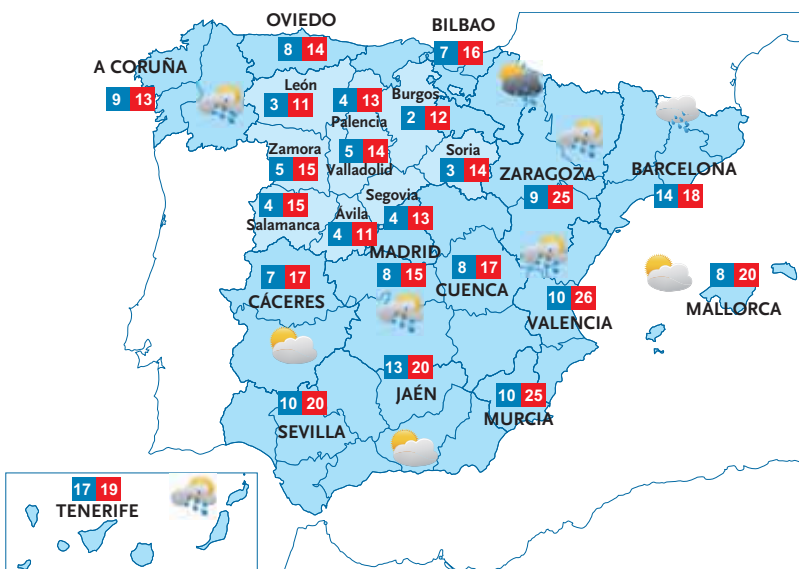 OVIEDO
8 14
BILBAO
7 16
A CORUÑA
9 13
León
3 11
4 13
Palencia
Burgos
2 12
Zamora
5 15
5 14
Valladolid
Soria
3 14
ZARAGOZA
9 25
BARCELONA
14 18
4 15
Salamanca
Ávila
4 11
Segovia
4 13
MADRID
8 15
8 17
CUENCA
7 17
CÁCERES
10 26
VALENCIA
8 20
MALLORCA
13 20
JAÉN
10 20
SEVILLA
10 25
MURCIA
17 19
TENERIFE